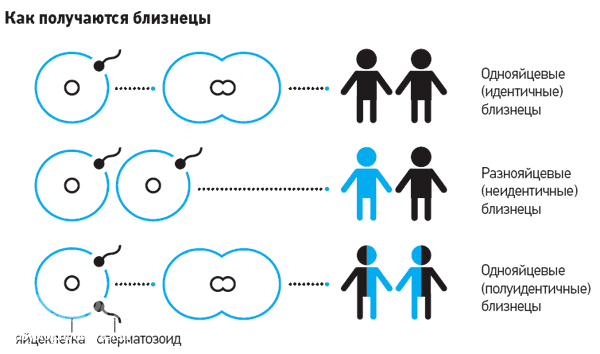 Как получаются близнецы
Однояйцевые
(идентичные)
близнецы
Разнояйцевые
(неидентичные)
близнецы
Однояйцевые
(полуидентичные)
близнецы
яйцеклетка сперматозоид